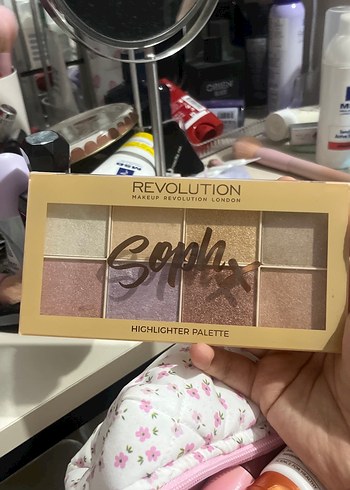 REVOLUTION
MAKEUP REVOLUTION LONDON
Soph x
HIGHLIGHTER PALETTE